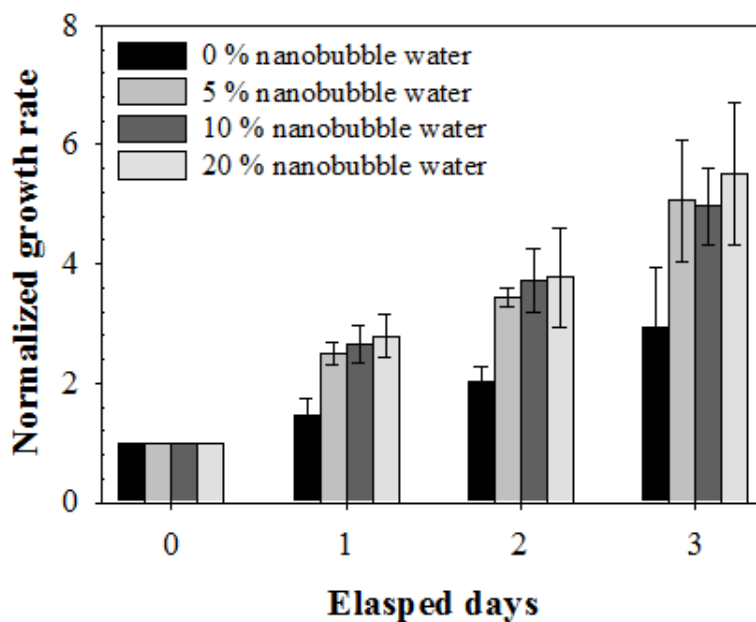 8
0 % nanobubble water
5 % nanobubble water
10 % nanobubble water
20 % nanobubble water
6
4
2
0
Normalized growth rate
0 1 2 3
Elasped days